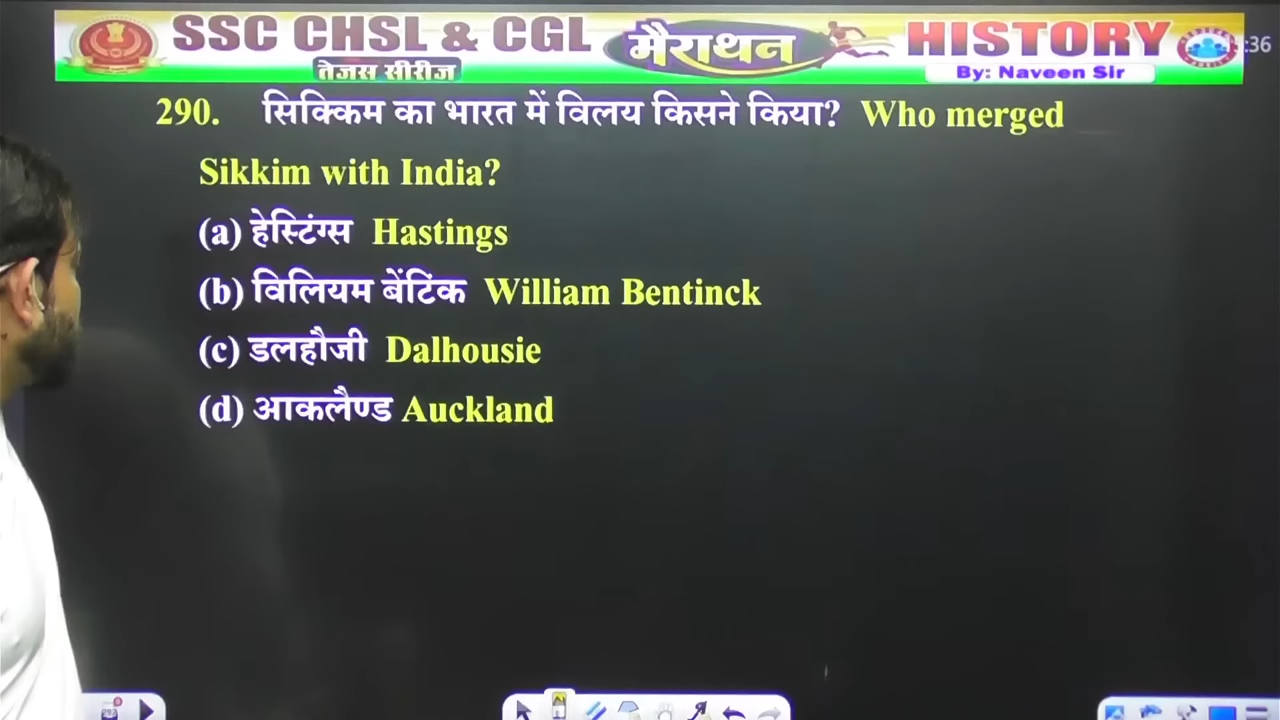 SSC CHSL & CGL
तेजस सीरीज
मैराथन
HISTORY
By: Naveen Sir
:36
290. सिक्किम का भारत में विलय किसने किया? Who merged
Sikkim with India?
(a) हेस्टिंग्स Hastings
(b) विलियम बेंटिंक William Bentinck
(c) डलहौजी Dalhousie
(d) आकलैण्ड Auckland